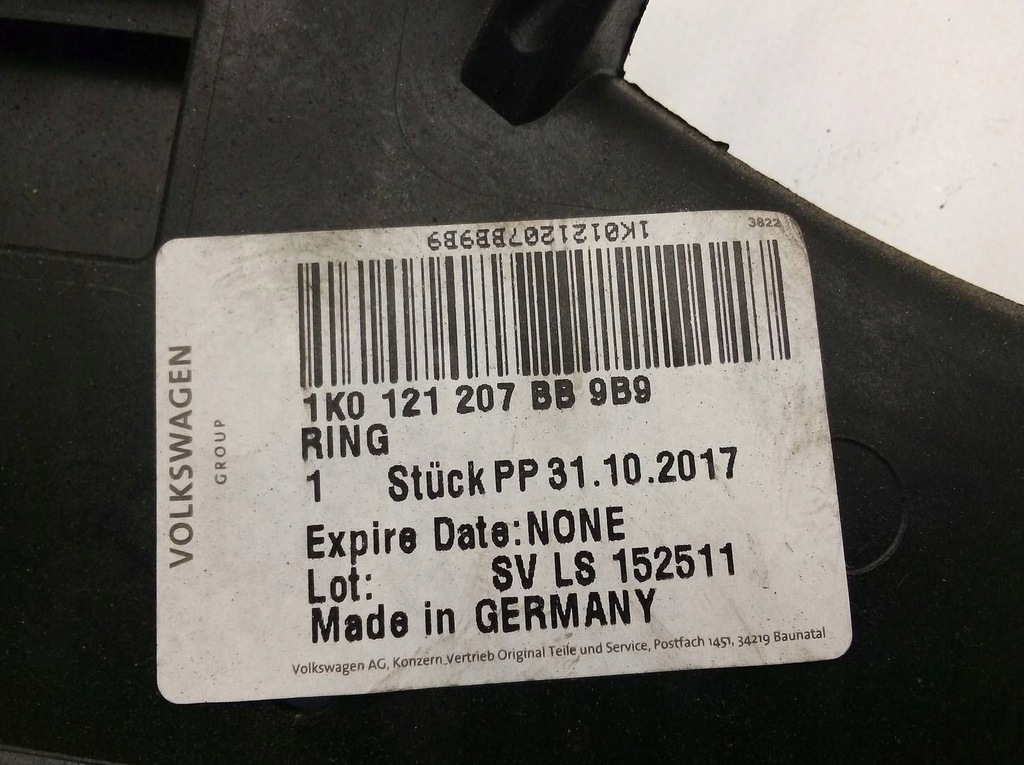 1K0121207BB9B9
3822
VOLKSWAGEN
GROUP
1K0 121 207 BB 9B9
RING
1 Stück PP 31.10.2017
Expire Date: NONE
Lot: SV LS 152511
Made in GERMANY
Volkswagen AG, Konzern Vertrieb Original Teile und Service, Postfach 1451, 34219 Baunatal